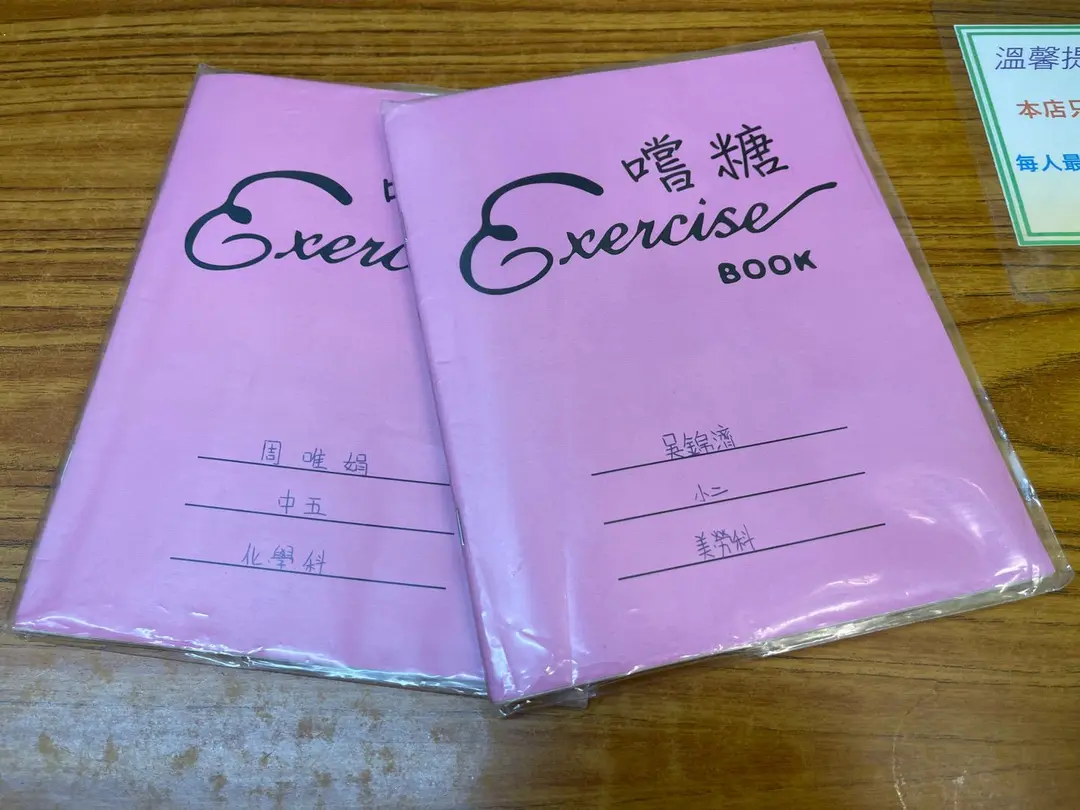 Exerc
周唯娟
中五
化學科
嚐糖
Exercise
BOOK
吳錦濟
小二
美勞科
溫馨提
本店只
每人最